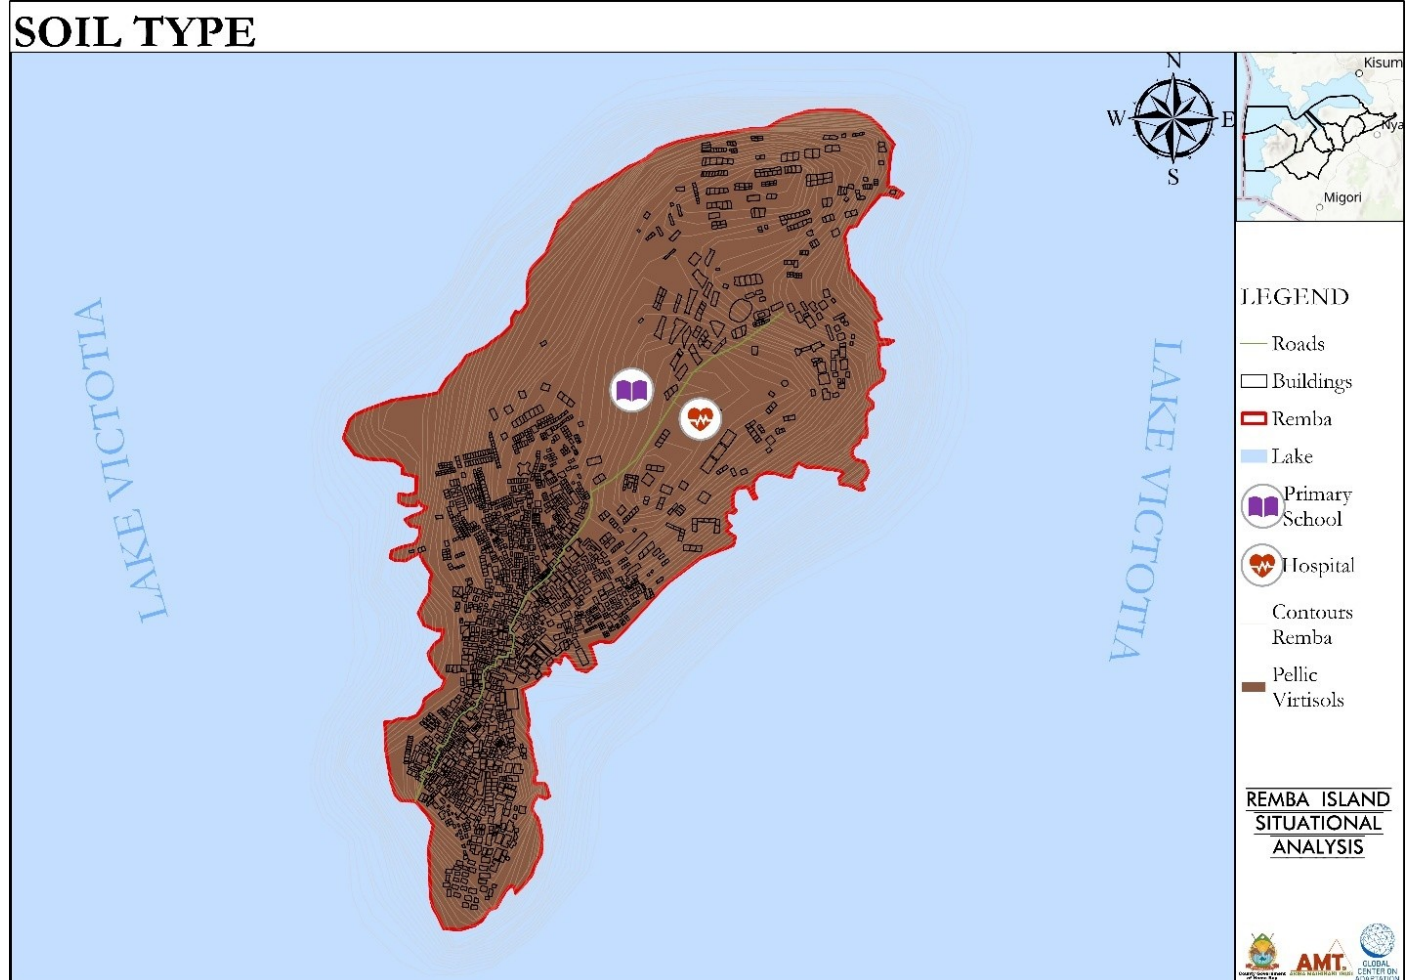 SOIL TYPE
N
W
E
S
Kisum
Nya
Migori
LAKE VICTOTIA
LAKE VICTOTIA
LEGEND
Roads
Buildings
Remba
Lake
Primary
School
Hospital
Contours
Remba
Pellic
Virtisols
REMBA ISLAND
SITUATIONAL
ANALYSIS
AMT.
GLOBAL
CENTER ON
ADAPTATION